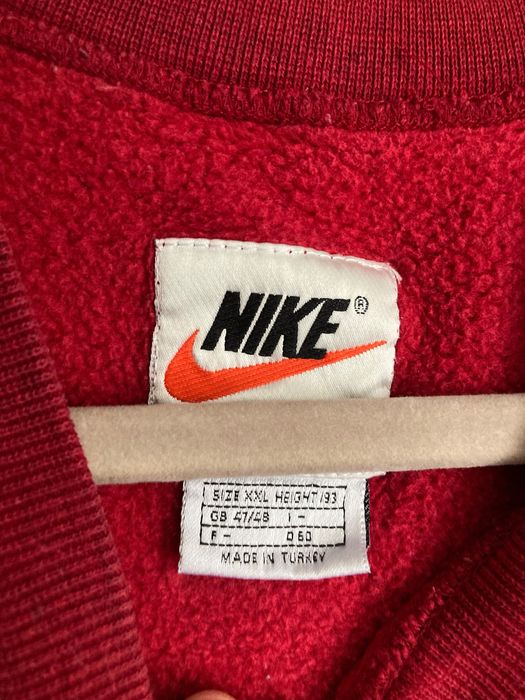 NIKE®
SIZE XXL HEIGHT 193
GB 47/48 I -
F - D 60
MADE IN TURKEY